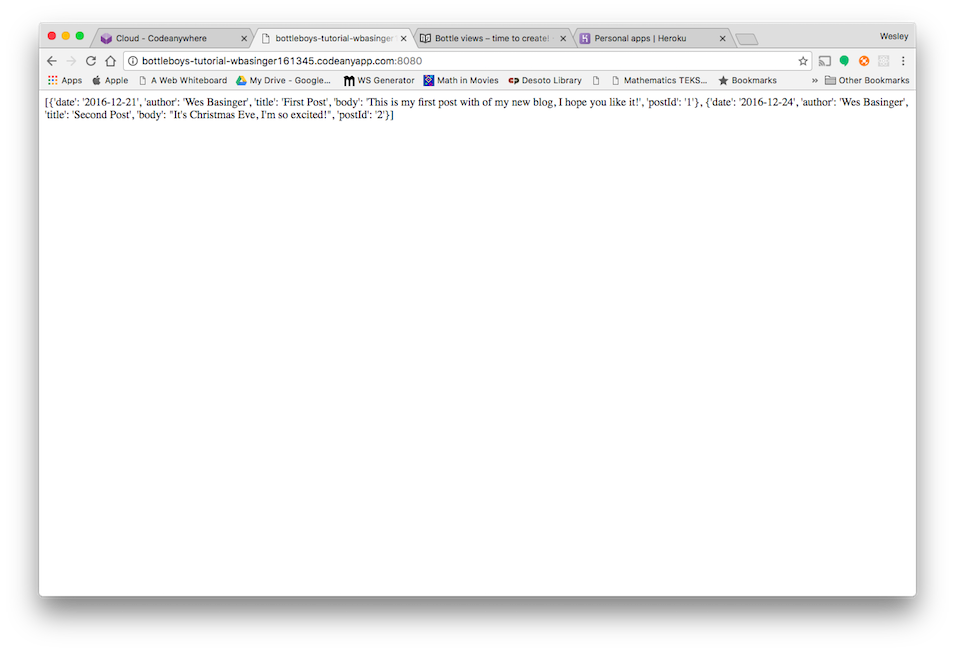 Cloud - Codeanywhere
bottleboys-tutorial-wbasinger
Bottle views – time to create!
Personal apps | Heroku
Wesley
bottleboys-tutorial-wbasinger161345.codeanyapp.com:8080
Apps Apple A Web Whiteboard My Drive - Google... WS Generator Math in Movies cp Desoto Library Mathematics TEKS... Bookmarks » Other Bookmarks
[{'date': '2016-12-21', 'author': 'Wes Basinger', 'title': 'First Post', 'body': 'This is my first post with of my new blog, I hope you like it!', 'postId': '1'}, {'date': '2016-12-24', 'author': 'Wes Basinger',
'title': 'Second Post', 'body': "It's Christmas Eve, I'm so excited!", 'postId': '2'}]